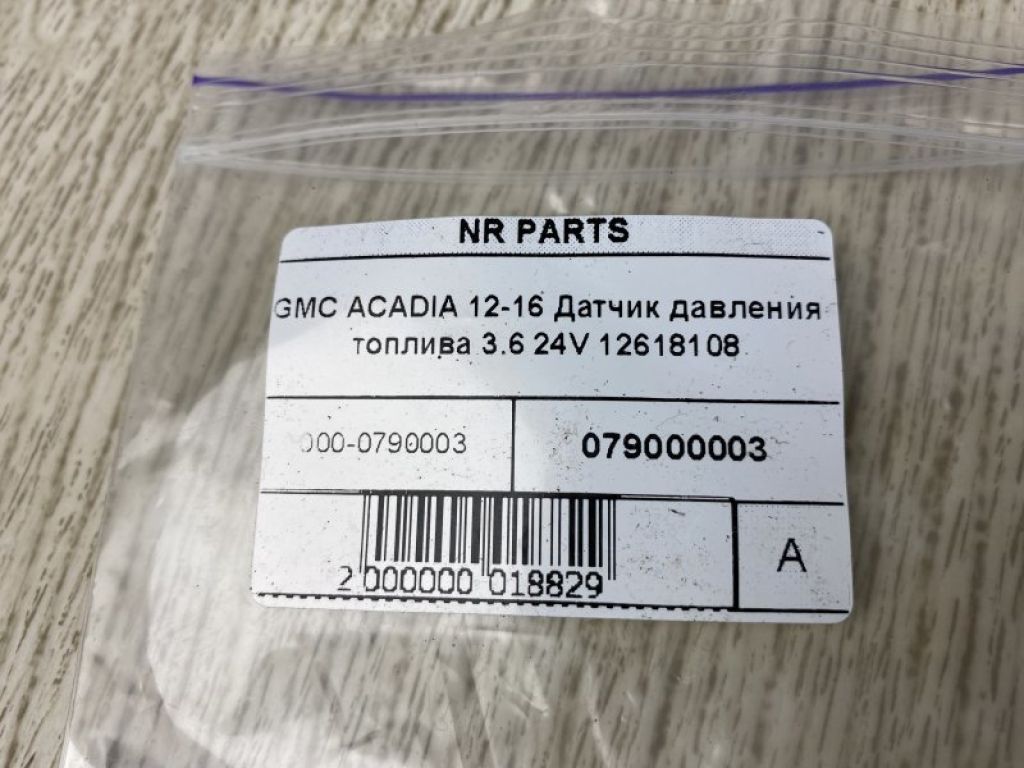 NR PARTS
GMC ACADIA 12-16 Датчик давления
топлива 3.6 24V 12618108
000-0790003
079000003
2 000000 018829
A